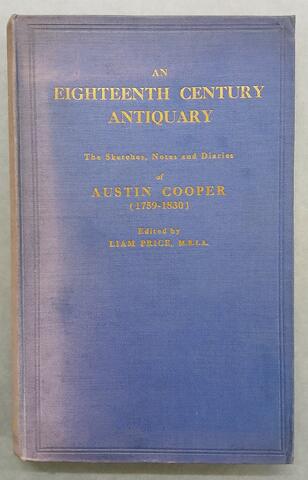 AN
EIGHTEENTH CENTURY
ANTIQUARY
The Sketches, Notes and Diaries
of
AUSTIN COOPER
(1759-1830)
Edited by
LIAM PRICE, M.R.I.A.